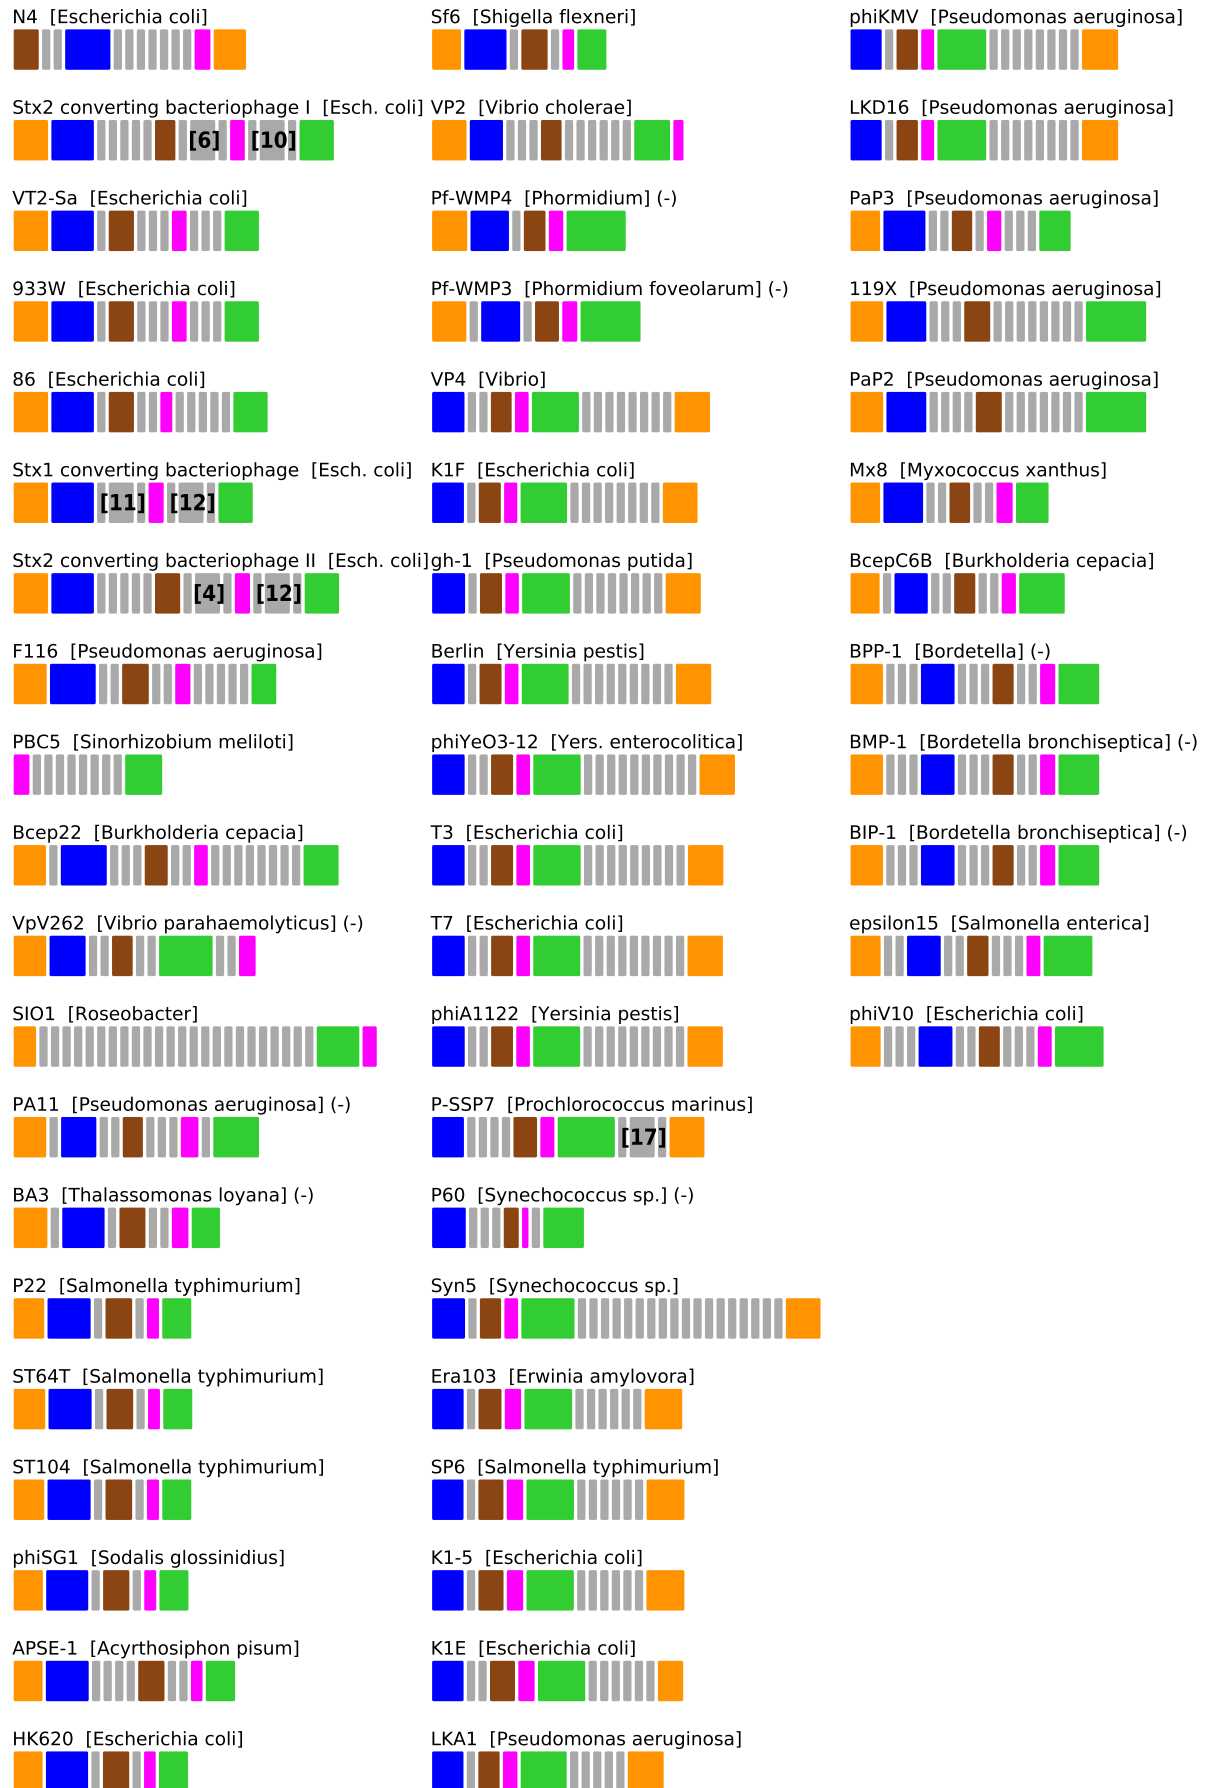 N4  [Escherichia coli]
Stx2 converting bacteriophage I  [Esch. coli]
[6] [10]
VT2-Sa  [Escherichia coli]
933W  [Escherichia coli]
86  [Escherichia coli]
Stx1 converting bacteriophage  [Esch. coli]
[11] [12]
Stx2 converting bacteriophage II  [Esch. coli]
[4] [12]
F116  [Pseudomonas aeruginosa]
PBC5  [Sinorhizobium meliloti]
Bcep22  [Burkholderia cepacia]
VpV262  [Vibrio parahaemolyticus] (-)
SIO1  [Roseobacter]
PA11  [Pseudomonas aeruginosa] (-)
BA3  [Thalassomonas loyana] (-)
P22  [Salmonella typhimurium]
ST64T  [Salmonella typhimurium]
ST104  [Salmonella typhimurium]
phiSG1  [Sodalis glossinidius]
APSE-1  [Acyrthosiphon pisum]
HK620  [Escherichia coli]
Sf6  [Shigella flexneri]
VP2  [Vibrio cholerae]
Pf-WMP4  [Phormidium] (-)
Pf-WMP3  [Phormidium foveolarum] (-)
VP4  [Vibrio]
K1F  [Escherichia coli]
gh-1  [Pseudomonas putida]
Berlin  [Yersinia pestis]
phiYeO3-12  [Yers. enterocolitica]
T3  [Escherichia coli]
T7  [Escherichia coli]
phiA1122  [Yersinia pestis]
P-SSP7  [Prochlorococcus marinus]
[17]
P60  [Synechococcus sp.] (-)
Syn5  [Synechococcus sp.]
Era103  [Erwinia amylovora]
SP6  [Salmonella typhimurium]
K1-5  [Escherichia coli]
K1E  [Escherichia coli]
LKA1  [Pseudomonas aeruginosa]
phiKMV  [Pseudomonas aeruginosa]
LKD16  [Pseudomonas aeruginosa]
PaP3  [Pseudomonas aeruginosa]
119X  [Pseudomonas aeruginosa]
PaP2  [Pseudomonas aeruginosa]
Mx8  [Myxococcus xanthus]
BcepC6B  [Burkholderia cepacia]
BPP-1  [Bordetella] (-)
BMP-1  [Bordetella bronchiseptica] (-)
BIP-1  [Bordetella bronchiseptica] (-)
epsilon15  [Salmonella enterica]
phiV10  [Escherichia coli]